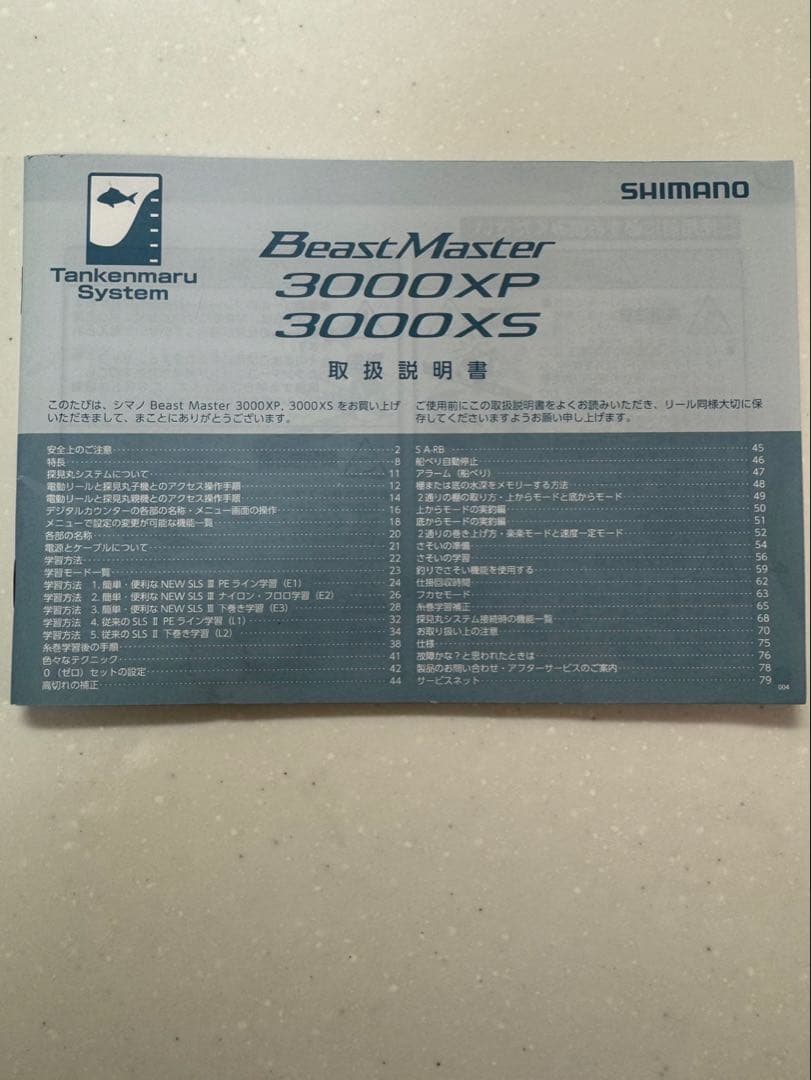 SHIMANO
Tankenmaru
System
BeastMaster
3000XP
3000XS
取扱説明書
このたびは、シマノ Beast Master 3000XP, 3000XS をお買い上げ
いただきまして、まことにありがとうございます。
ご使用前にこの取扱説明書をよくお読みいただき、リール同様大切に保
存してくださいますようお願い申し上げます。
安全上のご注意 2
特長 8
探見丸システムについて 11
電動リールと探見丸子機とのアクセス操作手順 12
電動リールと探見丸親機とのアクセス操作手順 14
デジタルカウンターの各部の名称・メニュー画面の操作 16
メニューで設定の変更が可能な機能一覧 18
各部の名称 20
電源とケーブルについて 21
学習方法 22
学習モード一覧 23
学習方法 1. 簡単・便利な NEW SLS Ⅲ PE ライン学習（E1） 24
学習方法 2. 簡単・便利な NEW SLS Ⅲ ナイロン・フロロ学習（E2） 26
学習方法 3. 簡単・便利な NEW SLS Ⅲ 下巻き学習（E3） 28
学習方法 4. 従来の SLS Ⅱ PE ライン学習（L1） 32
学習方法 5. 従来の SLS Ⅱ 下巻き学習（L2） 34
糸巻学習後の手順 38
色々なテクニック 41
0（ゼロ）セットの設定 42
高切れの補正 44
S A-RB 45
船べり自動停止 46
アラーム（船べり） 47
棚または底の水深をメモリーする方法 48
2通りの棚の取り方・上からモードと底からモード 49
上からモードの実釣編 50
底からモードの実釣編 51
2通りの巻き上げ方・楽楽モードと速度一定モード 52
さそいの準備 54
さそいの学習 56
釣りでさそい機能を使用する 59
仕掛回収時間 62
フカセモード 63
糸巻学習補正 65
探見丸システム接続時の機能一覧 68
お取り扱い上の注意 70
仕様 75
故障かな？と思われたときは 76
製品のお問い合わせ・アフターサービスのご案内 78
サービスネット 79
004